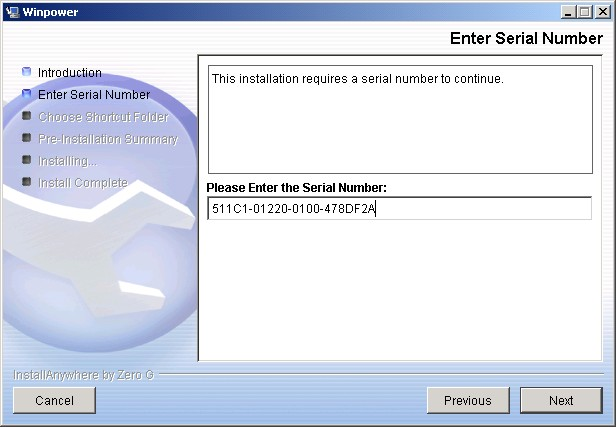 Winpower
Enter Serial Number
Introduction
Enter Serial Number
Choose Shortcut Folder
Pre-Installation Summary
Installing...
Install Complete
This installation requires a serial number to continue.
Please Enter the Serial Number:
511C1-01220-0100-478DF2A
InstallAnywhere by Zero G
Cancel
Previous
Next